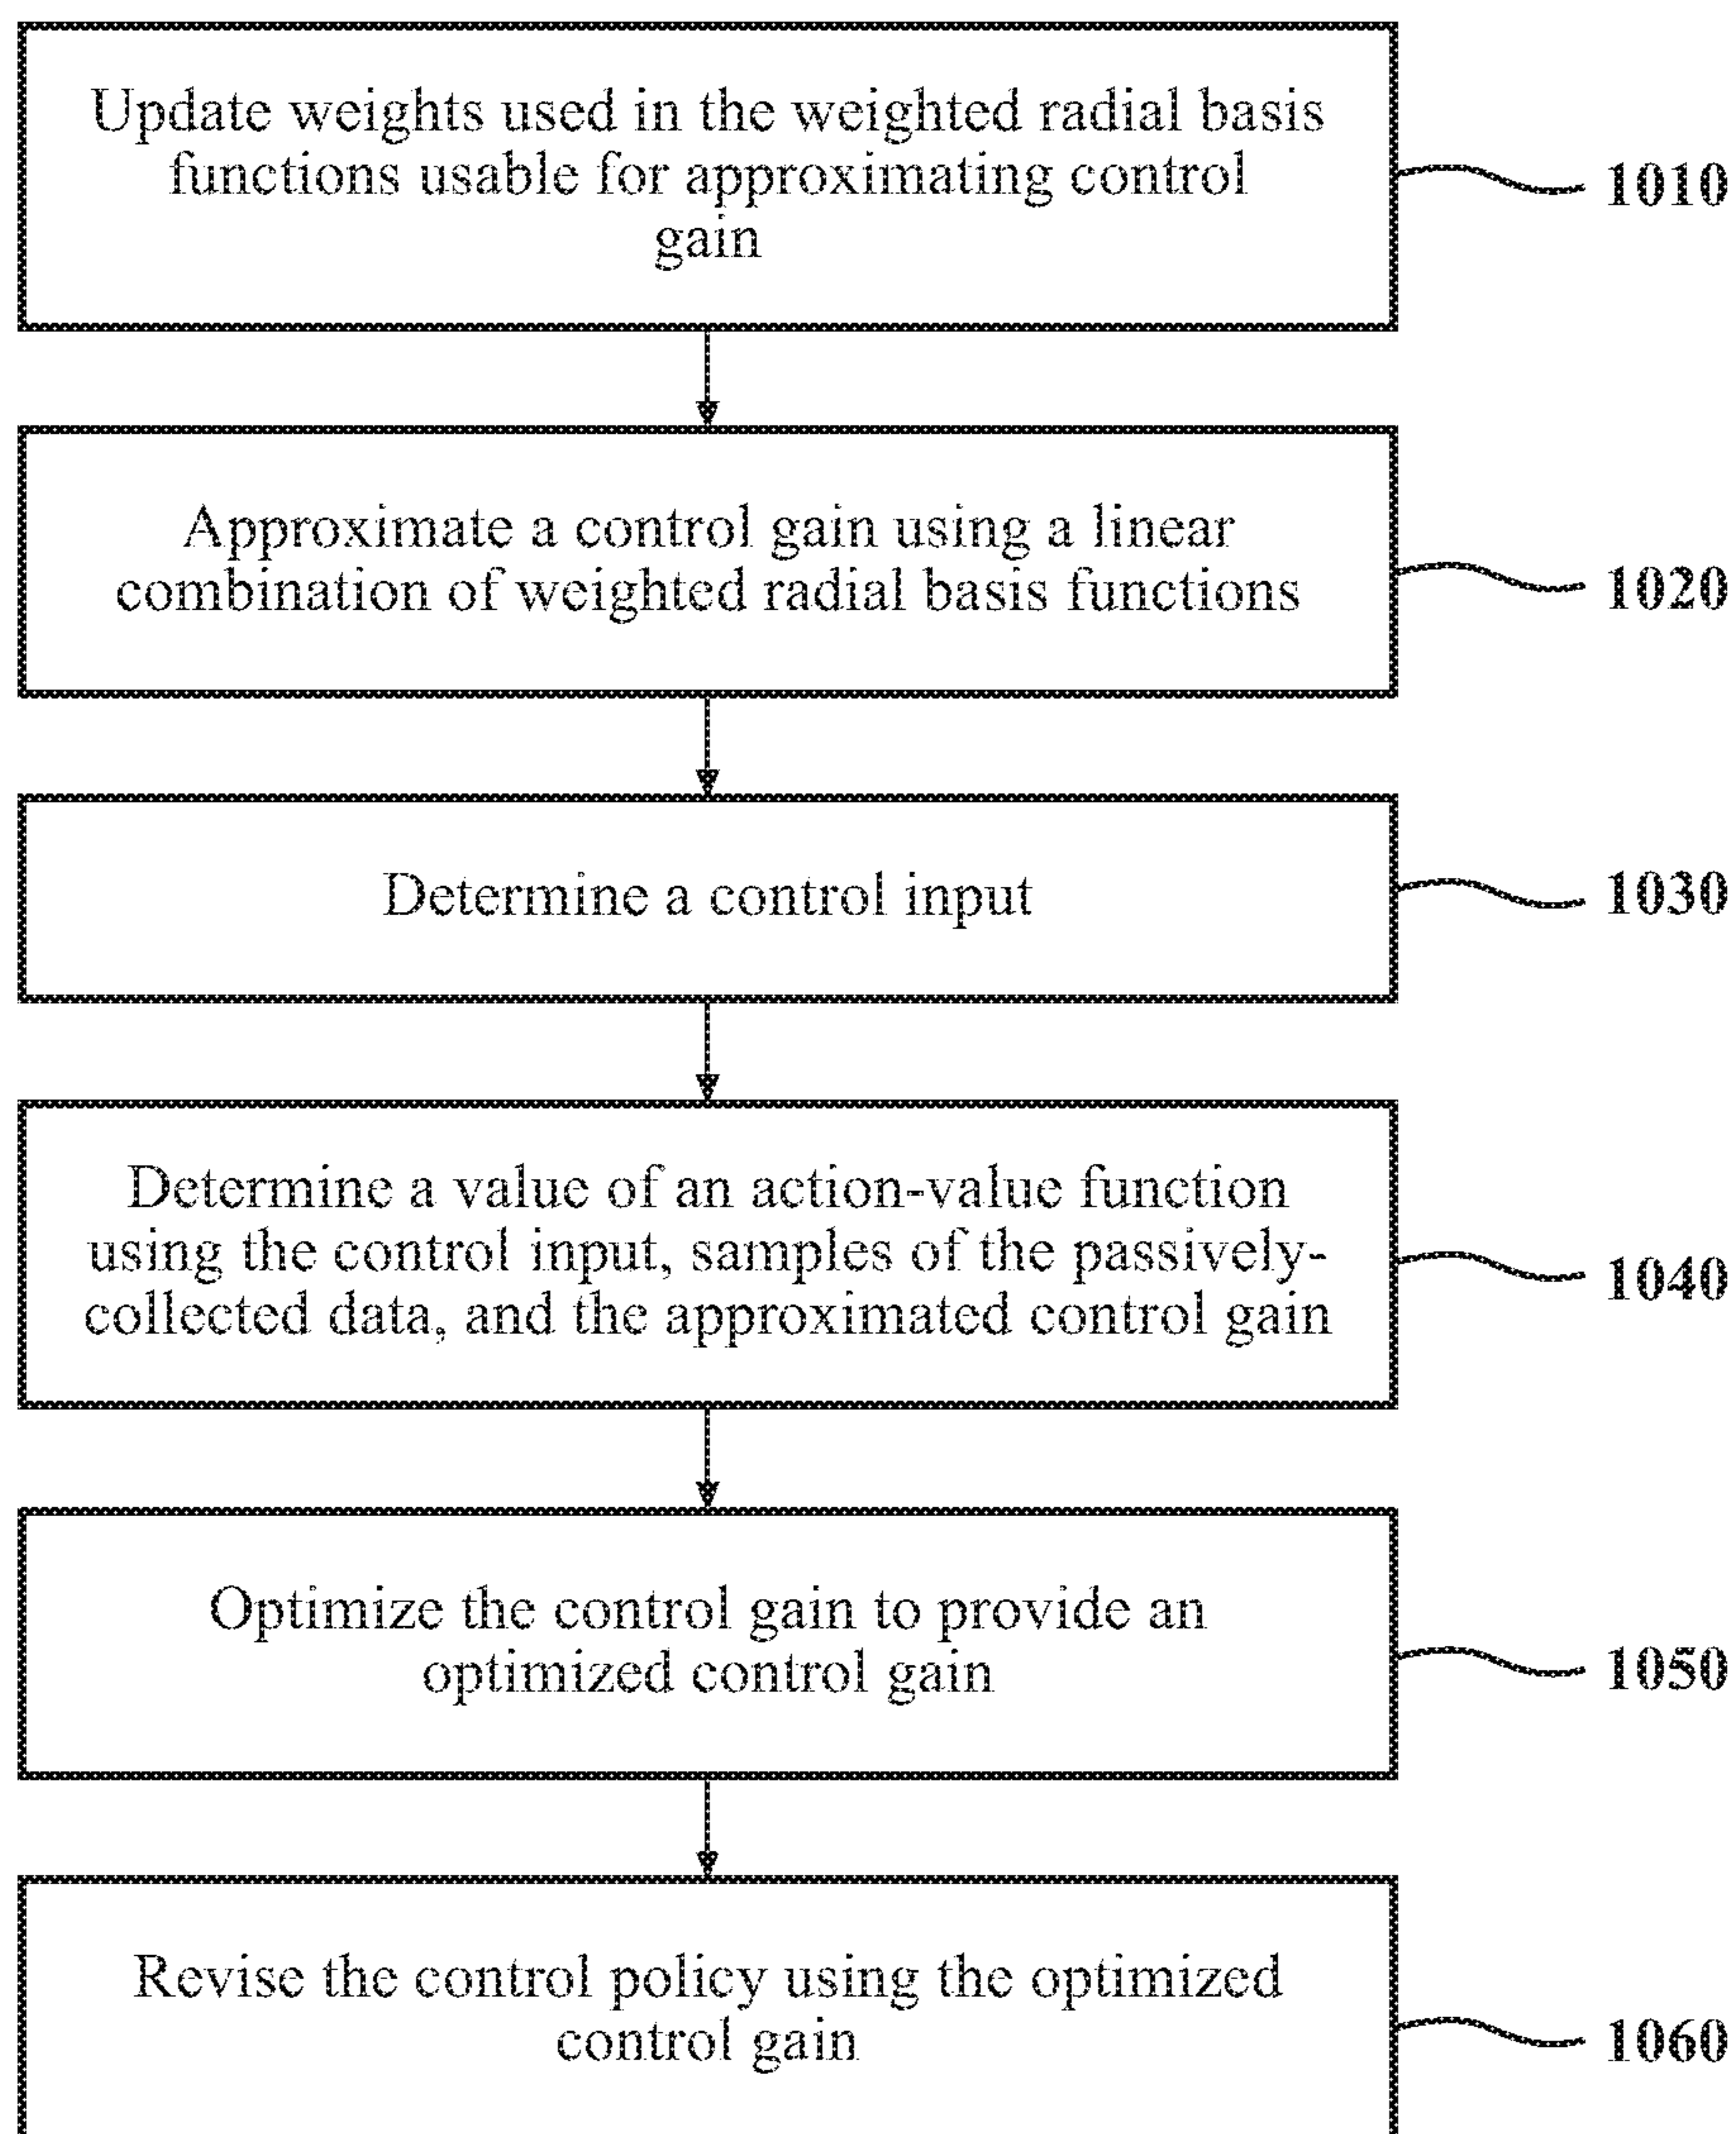 Update weights used in the weighted radial basis
functions usable for approximating control
gain
1010
Approximate a control gain using a linear
combination of weighted radial basis functions
1020
Determine a control input
1030
Determine a value of an action-value function
using the control input, samples of the passively-
collected data, and the approximated control gain
1040
Optimize the control gain to provide an
optimized control gain
1050
Revise the control policy using the optimized
control gain
1060